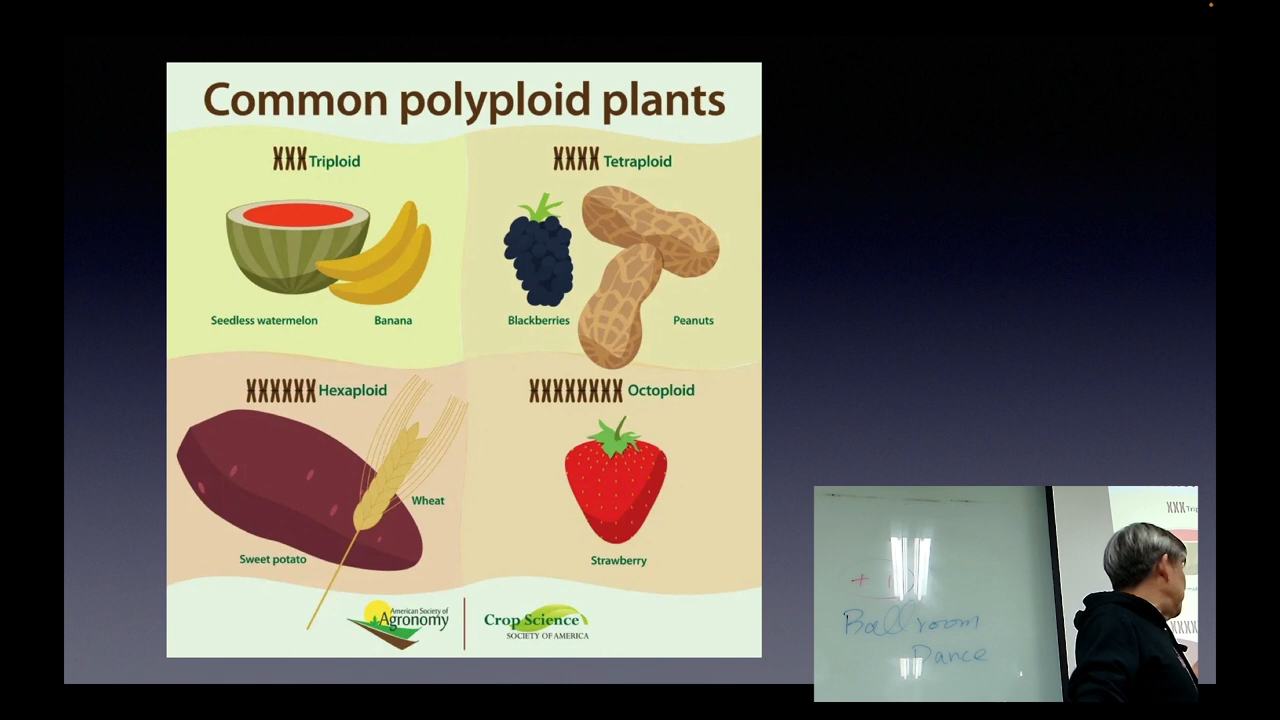 Common polyploid plants
Triploid
Tetraploid
Seedless watermelon
Banana
Blackberries
Peanuts
Hexaploid
Octoploid
Wheat
Sweet potato
Strawberry
American Society of
Agronomy
Crop Science
SOCIETY OF AMERICA
Ballroom
Dance